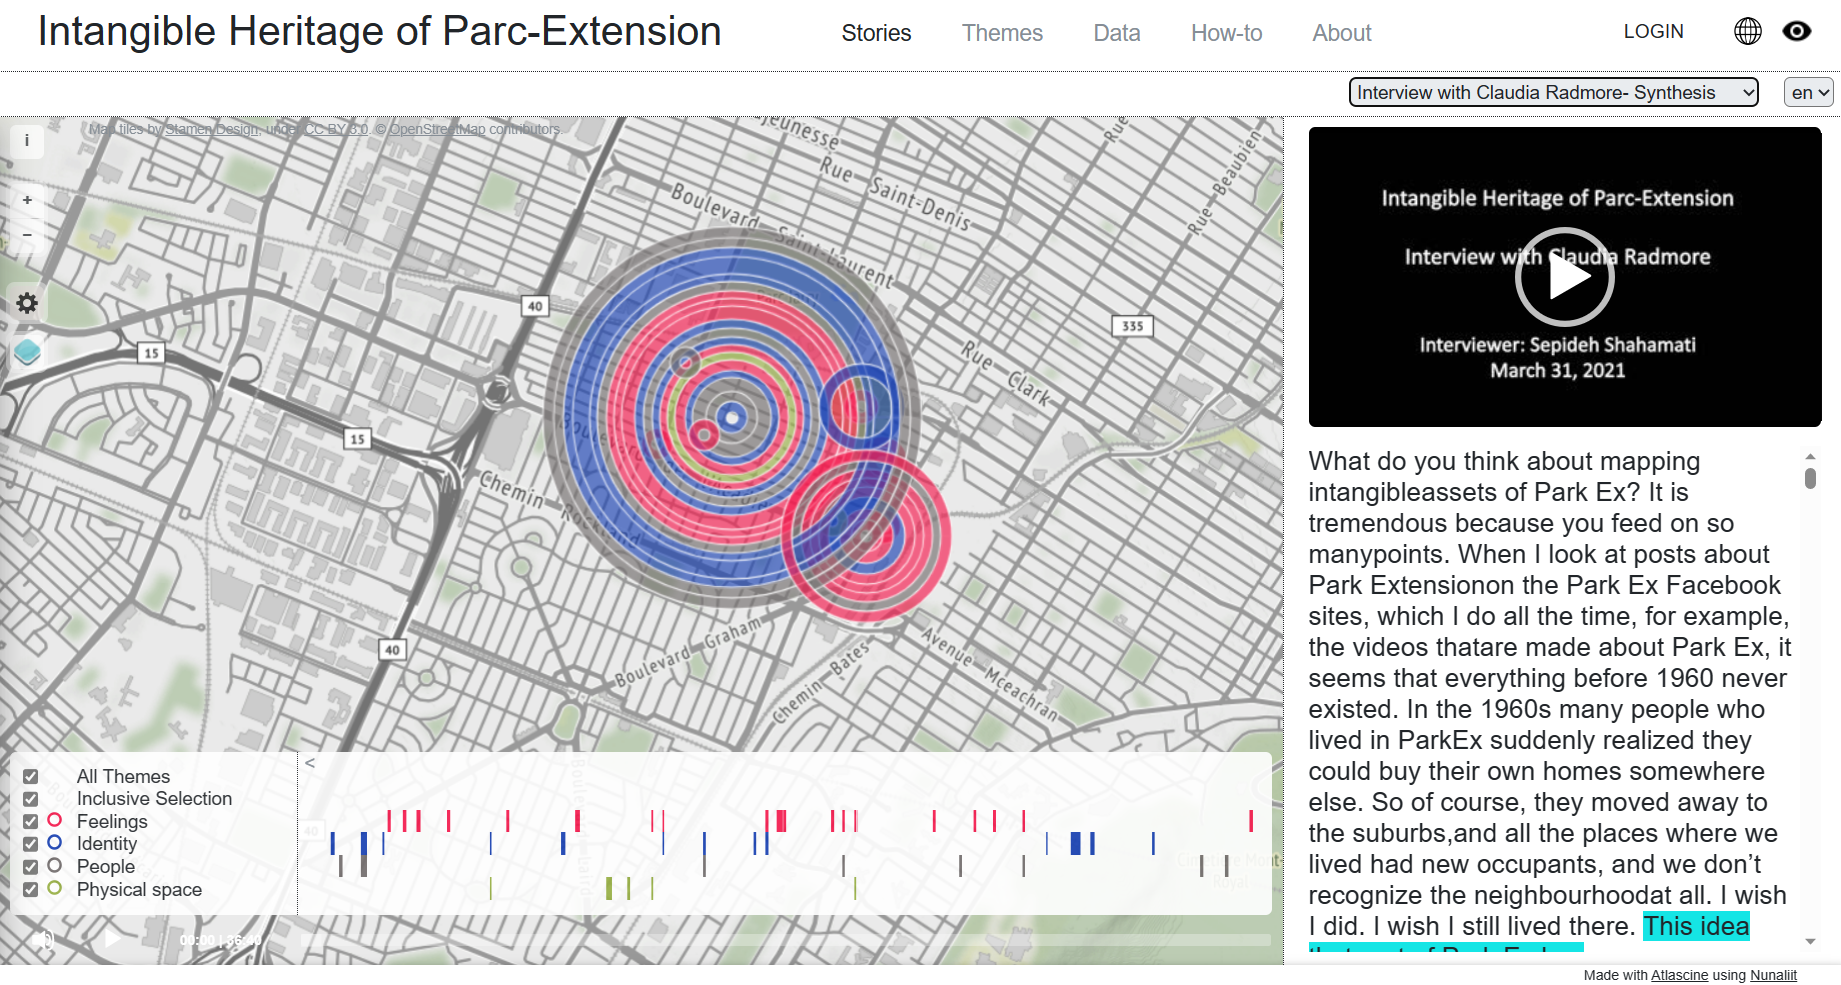 Intangible Heritage of Parc-Extension
Stories
Themes
Data
How-to
About
LOGIN
Interview with Claudia Radmore- Synthesis
en
i
Map tiles by Stamen Design, under CC BY 3.0. © OpenStreetMap contributors.
+
−
Rue Saint-Denis
Boulevard Saint-Laurent
Rue
Rue Beaubien
40
335
15
Rue Clark
15
Chemin Rockland
40
Boulevard Graham
Chemin Bates
Avenue Mceachran
<
All Themes
Inclusive Selection
Feelings
Identity
People
Physical space
40
Royal
00:00 | 36:40
Intangible Heritage of Parc-Extension
Interview with Claudia Radmore
Interviewer: Sepideh Shahamati
March 31, 2021
What do you think about mapping
intangibleassets of Park Ex? It is
tremendous because you feed on so
manypoints. When I look at posts about
Park Extensionon the Park Ex Facebook
sites, which I do all the time, for example,
the videos thatare made about Park Ex, it
seems that everything before 1960 never
existed. In the 1960s many people who
lived in ParkEx suddenly realized they
could buy their own homes somewhere
else. So of course, they moved away to
the suburbs,and all the places where we
lived had new occupants, and we don’t
recognize the neighbourhoodat all. I wish
I did. I wish I still lived there. This idea
Made with Atlascine using Nunaliit